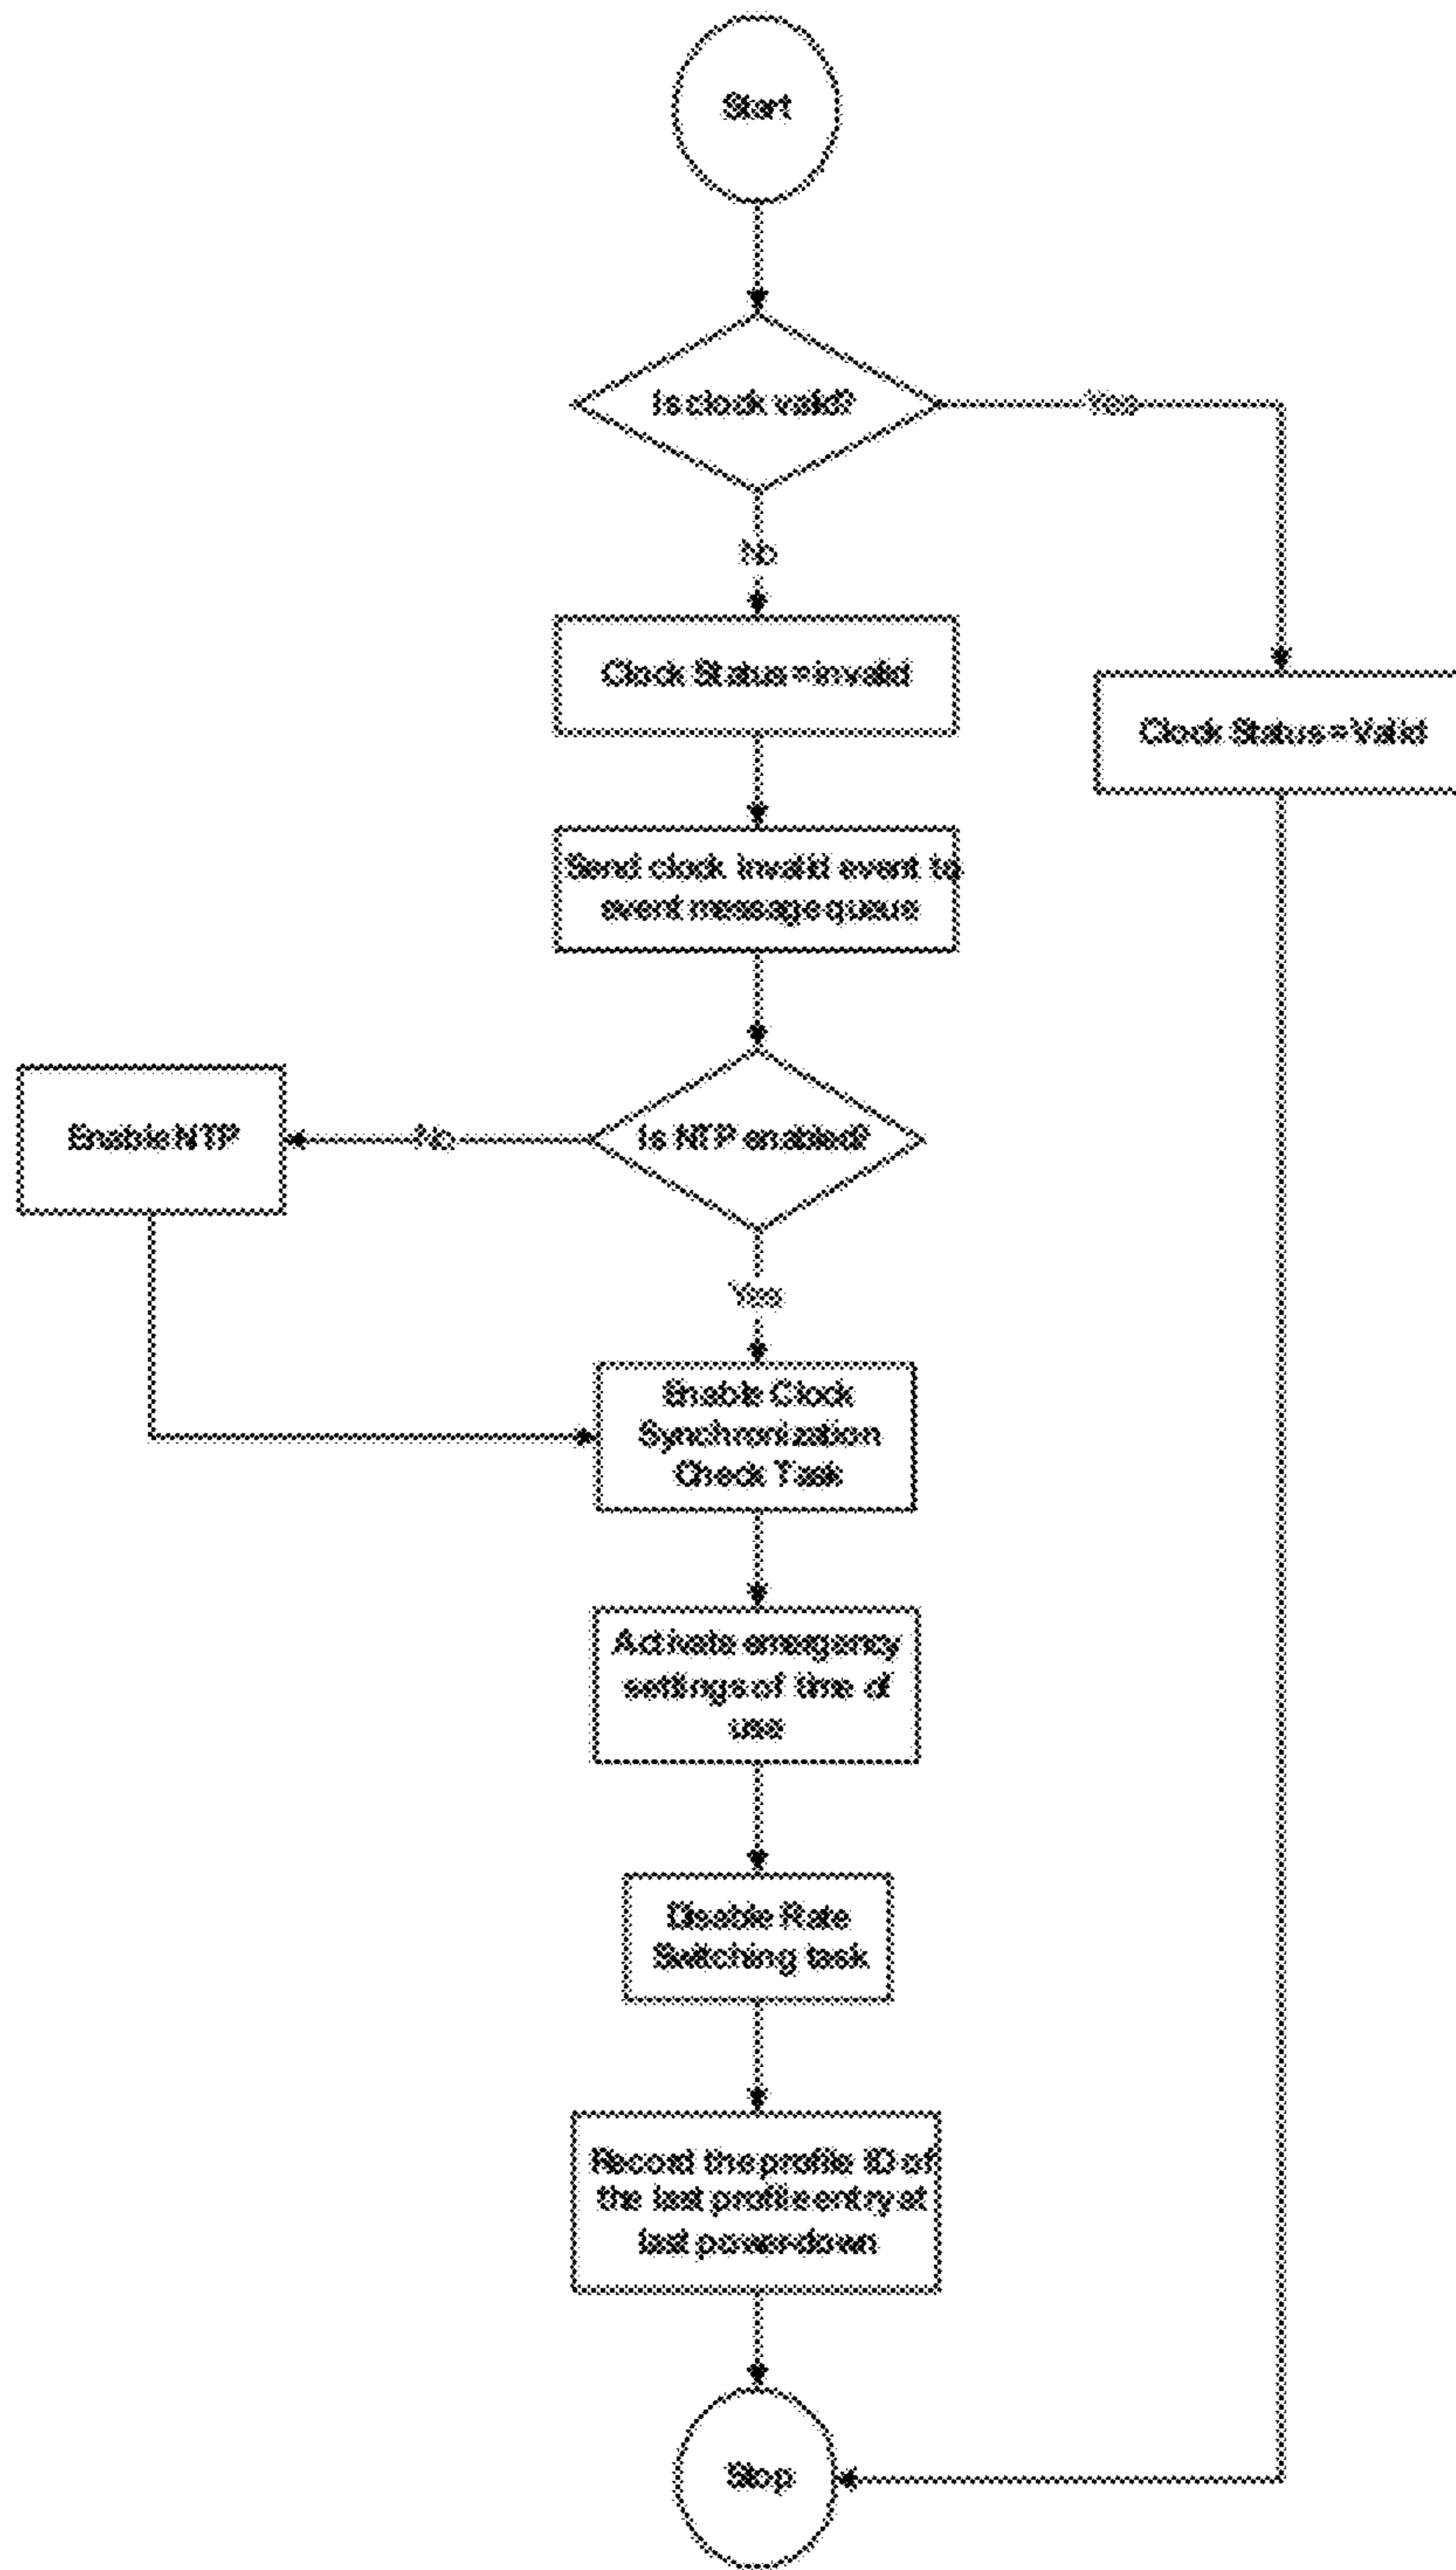 Start
Is clock valid?
Yes
No
Clock Status = invalid
Clock Status = Valid
Send clock invalid event to
event message queue
Is NTP enabled?
No
Enable NTP
Yes
Enable Clock
Synchronization
Check Task
Activate emergency
settings of time of
use
Disable Rate
Switching task
Record the profile ID of
the last profile entry at
last power-down
Stop